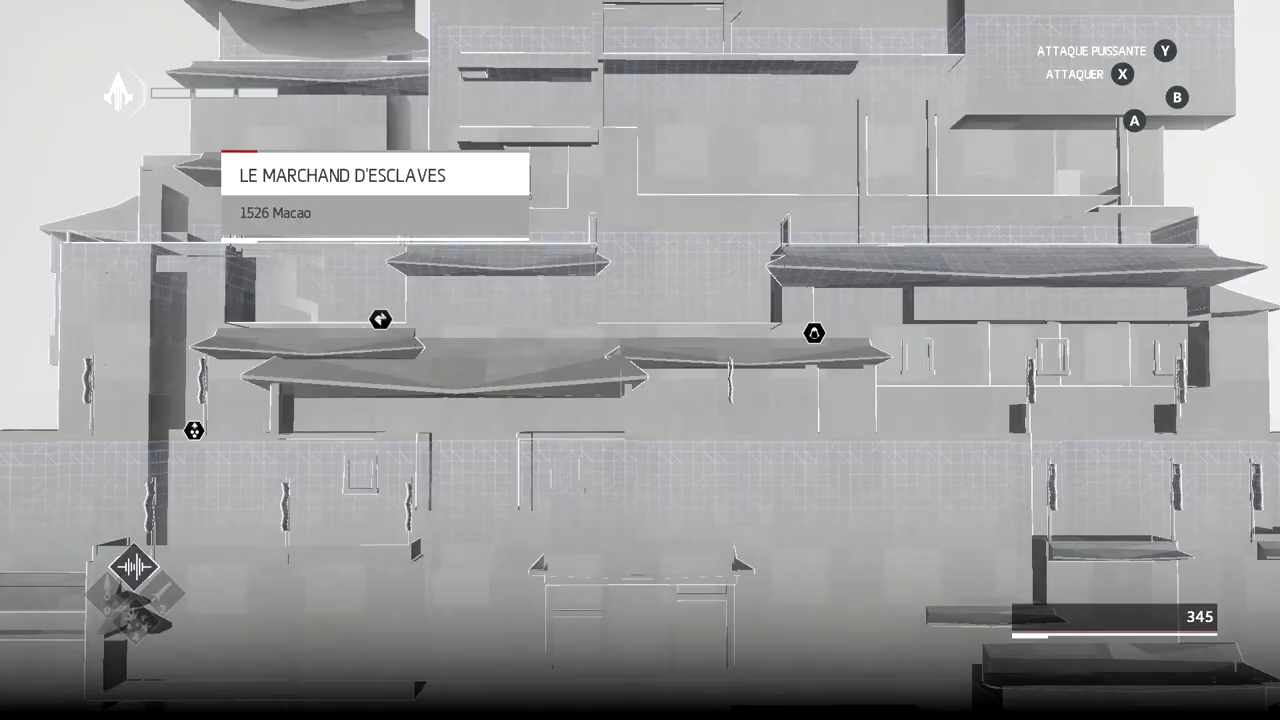 ATTAQUE PUISSANTE Y
ATTAQUER X
B
A
LE MARCHAND D'ESCLAVES
1526 Macao
345